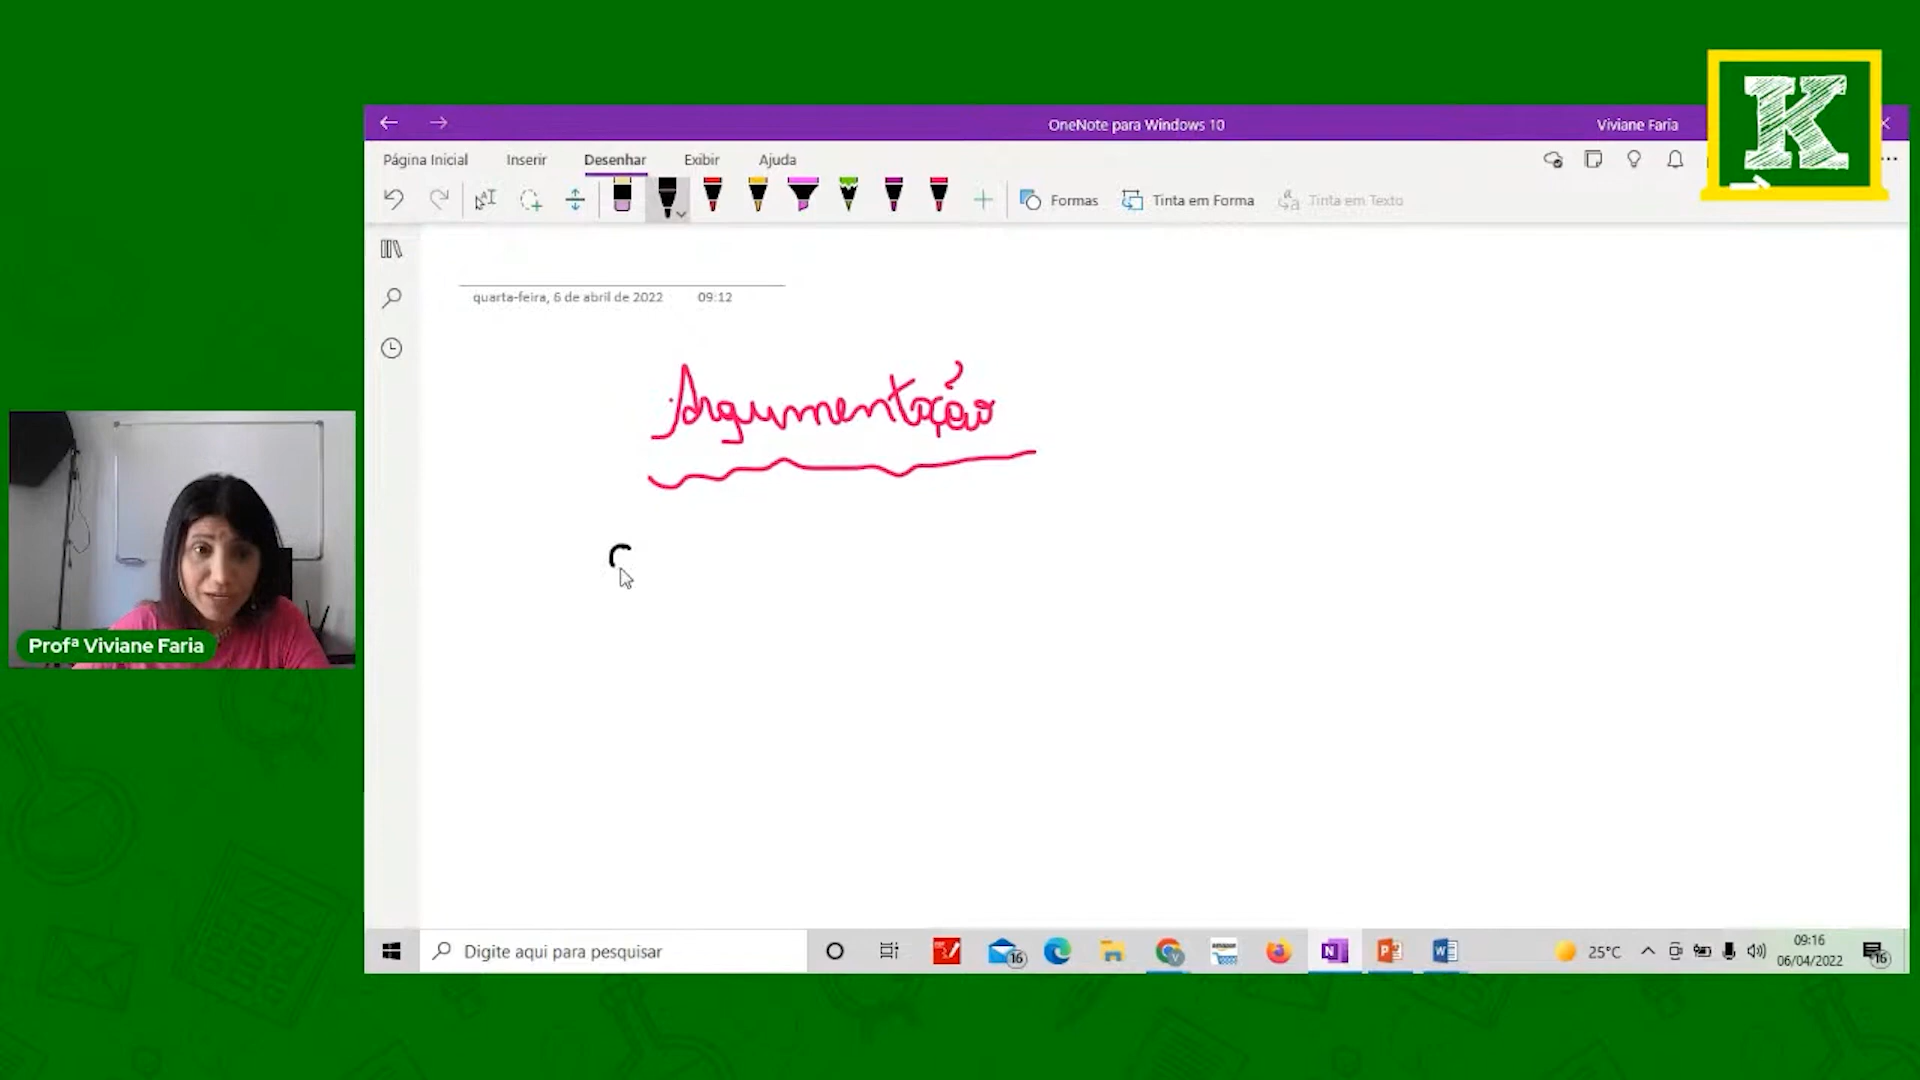 K
OneNote para Windows 10
Viviane Faria
Página Inicial Inserir Desenhar Exibir Ajuda
Formas Tinta em Forma Tinta em Texto
quarta-feira, 6 de abril de 2022 09:12
Argumentação
Profª Viviane Faria
Digite aqui para pesquisar
16
25°C
09:16
06/04/2022
16